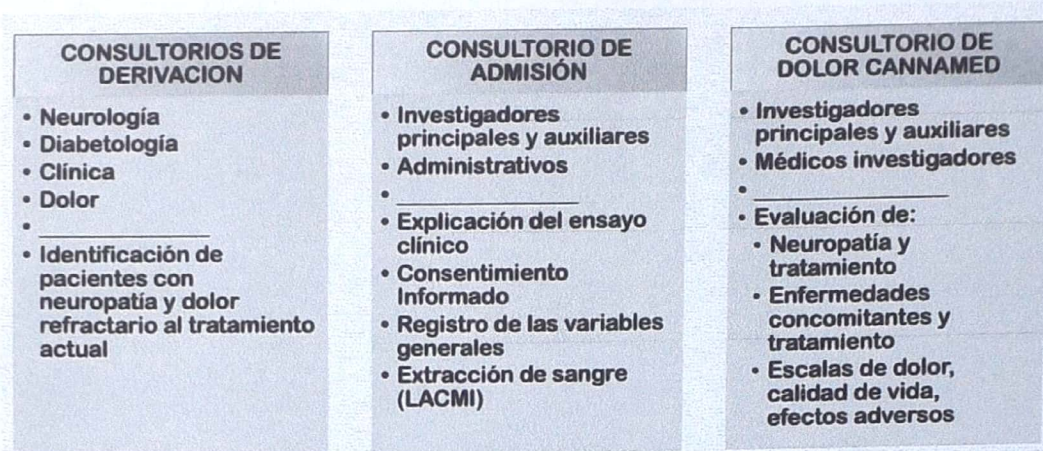 CONSULTORIOS DE
DERIVACION
• Neurología
• Diabetología
• Clínica
• Dolor
• _______________
• Identificación de
pacientes con
neuropatía y dolor
refractario al tratamiento
actual
CONSULTORIO DE
ADMISIÓN
• Investigadores
principales y auxiliares
• Administrativos
• _______________
• Explicación del ensayo
clínico
• Consentimiento
Informado
• Registro de las variables
generales
• Extracción de sangre
(LACMI)
CONSULTORIO DE
DOLOR CANNAMED
• Investigadores
principales y auxiliares
• Médicos investigadores
• _______________
• Evaluación de:
• Neuropatía y
tratamiento
• Enfermedades
concomitantes y
tratamiento
• Escalas de dolor,
calidad de vida,
efectos adversos